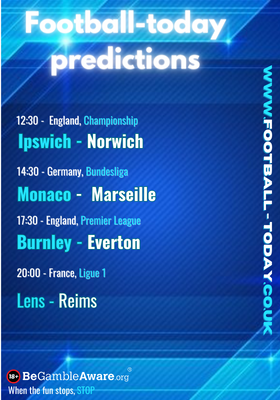 Football-today
predictions
12:30 - England, Championship
Ipswich - Norwich
14:30 - Germany, Bundesliga
Monaco - Marseille
17:30 - England, Premier League
Burnley - Everton
20:00 - France, Ligue 1
Lens - Reims
WWW.FOOTBALL-TODAY.CO.UK
18+ BeGambleAware.org®
When the fun stops, STOP